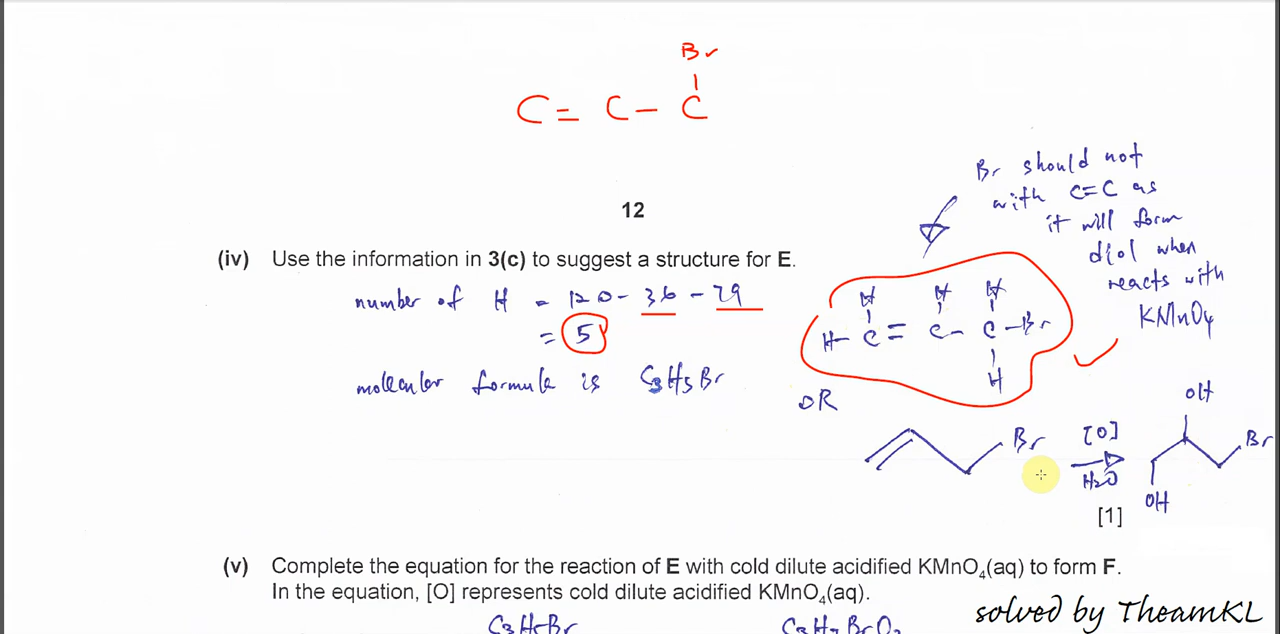 Br
C = C - C
Br should not
with C=C as
it will form
diol when
reacts with
KMnO4
12
(iv) Use the information in 3(c) to suggest a structure for E.
number of H = 120 - 36 - 79
= 5
molecular formula is C3H5Br
H H H
H - C = C - C - Br
H
OR
Br [O] H2O OH Br
OH
[1]
(v) Complete the equation for the reaction of E with cold dilute acidified KMnO4(aq) to form F.
In the equation, [O] represents cold dilute acidified KMnO4(aq).
C3H5Br C3H7BrO2
solved by TheamKL